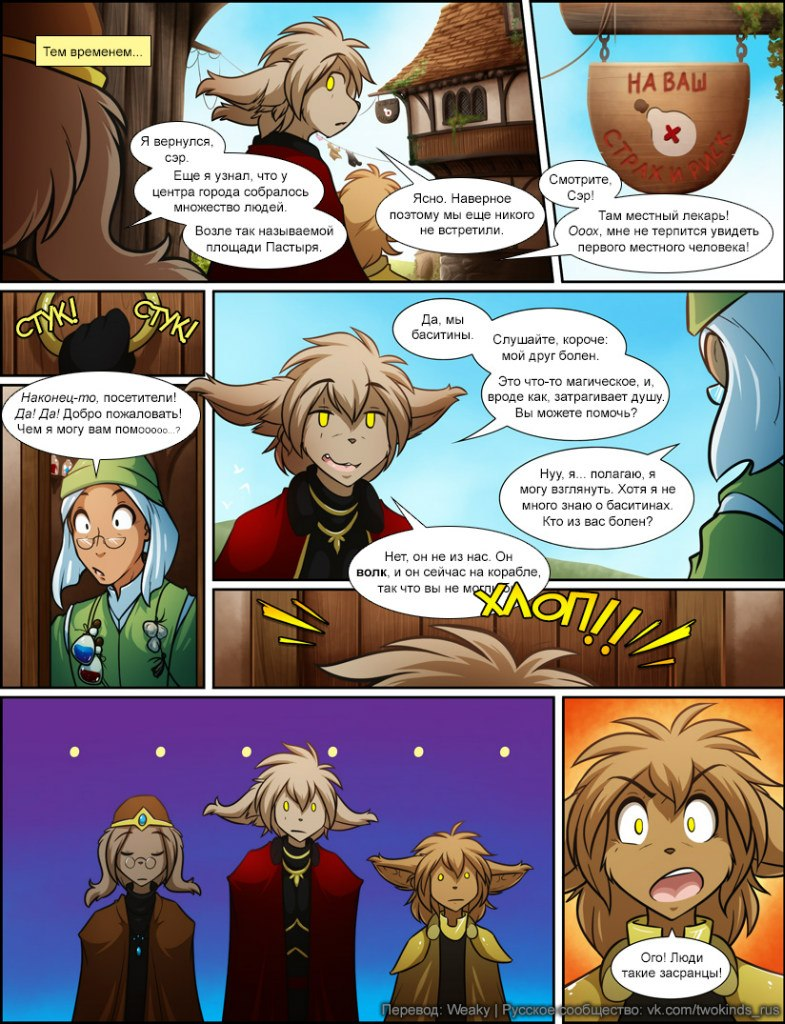 Тем временем...
Я вернулся,
сэр.
Еще я узнал, что у
центра города собралось
множество людей.
Возле так называемой
площади Пастыря.
Ясно. Наверное
поэтому мы еще никого
не встретили.
НА ВАШ
СТРАХ И РИСК
Смотрите,
Сэр!
Там местный лекарь!
Ооох, мне не терпится увидеть
первого местного человека!
СТУК!
СТУК!
Наконец-то, посетители!
Да! Да! Добро пожаловать!
Чем я могу вам помооооо...?
Да, мы
баситины.
Слушайте, короче:
мой друг болен.
Это что-то магическое, и,
вроде как, затрагивает душу.
Вы можете помочь?
Нуу, я... полагаю, я
могу взглянуть. Хотя я не
много знаю о баситинах.
Кто из вас болен?
Нет, он не из нас. Он
волк, и он сейчас на корабле,
так что вы не могли
ХЛОП!!
Ого! Люди
такие засранцы!
Перевод: Weaky | Русское сообщество: vk.com/twokinds_rus